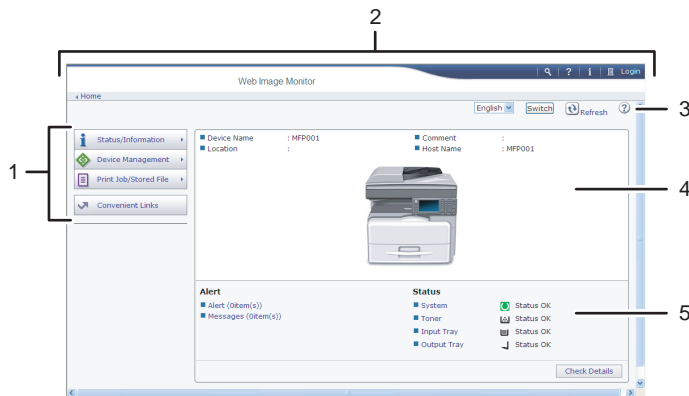 2
Web Image Monitor
? i Login
Home
English Switch Refresh ?
3
1
Status/Information
Device Management
Print Job/Stored File
Convenient Links
Device Name : MFP001
Comment :
Location :
Host Name : MFP001
4
Alert
Alert (0item(s))
Messages (0item(s))
Status
System Status OK
Toner Status OK
Input Tray Status OK
Output Tray Status OK
5
Check Details